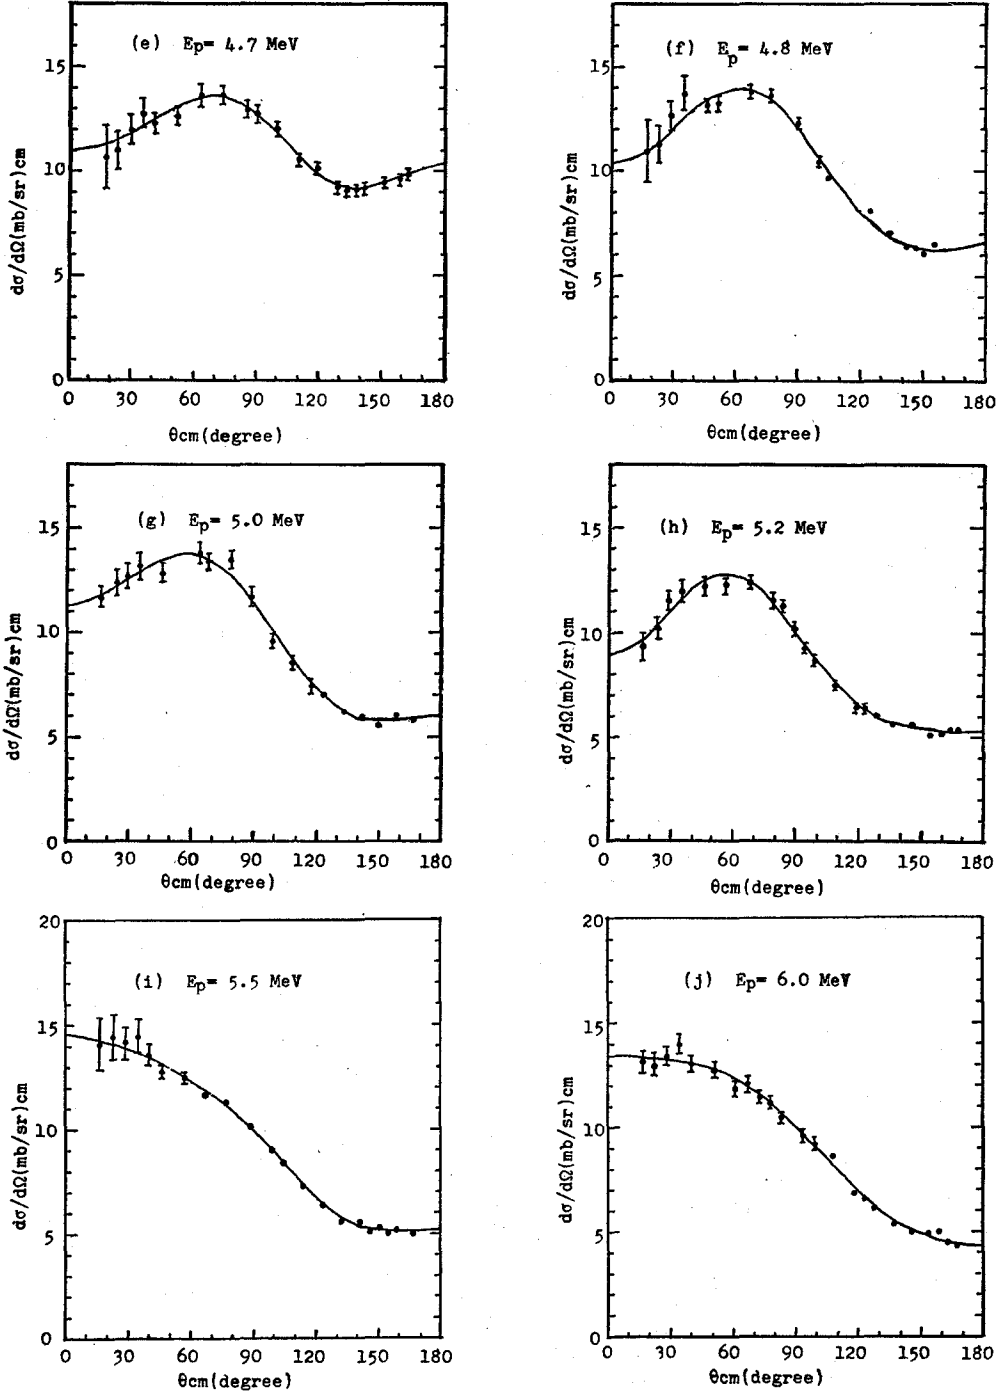 (e) Ep= 4.7 MeV
15
10
5
0
dσ/dΩ(mb/sr)cm
0 30 60 90 120 150 180
θcm(degree)
(f) Ep= 4.8 MeV
15
10
5
0
dσ/dΩ(mb/sr)cm
0 30 60 90 120 150 180
θcm(degree)
(g) Ep= 5.0 MeV
15
10
5
0
dσ/dΩ(mb/sr)cm
0 30 60 90 120 150 180
θcm(degree)
(h) Ep= 5.2 MeV
15
10
5
0
dσ/dΩ(mb/sr)cm
0 30 60 90 120 150 180
θcm(degree)
(i) Ep= 5.5 MeV
20
15
10
5
0
dσ/dΩ(mb/sr)cm
0 30 60 90 120 150 180
θcm(degree)
(j) Ep= 6.0 MeV
20
15
10
5
0
dσ/dΩ(mb/sr)cm
0 30 60 90 120 150 180
θcm(degree)